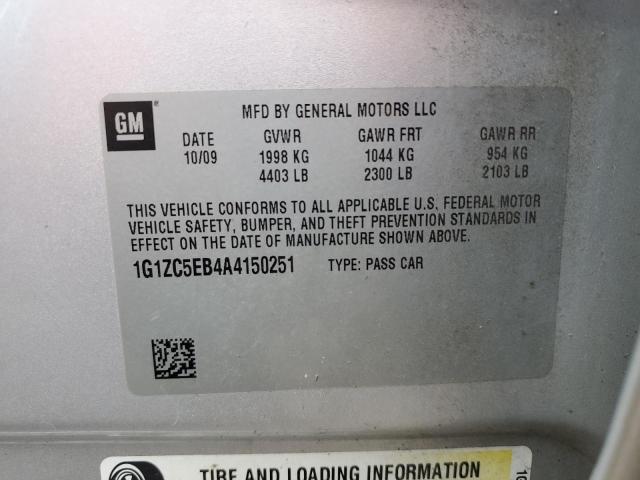 GM
MFD BY GENERAL MOTORS LLC
DATE GVWR GAWR FRT GAWR RR
10/09 1998 KG 1044 KG 954 KG
4403 LB 2300 LB 2103 LB
THIS VEHICLE CONFORMS TO ALL APPLICABLE U.S. FEDERAL MOTOR
VEHICLE SAFETY, BUMPER, AND THEFT PREVENTION STANDARDS IN
EFFECT ON THE DATE OF MANUFACTURE SHOWN ABOVE.
1G1ZC5EB4A4150251 TYPE: PASS CAR
TIRE AND LOADING INFORMATION